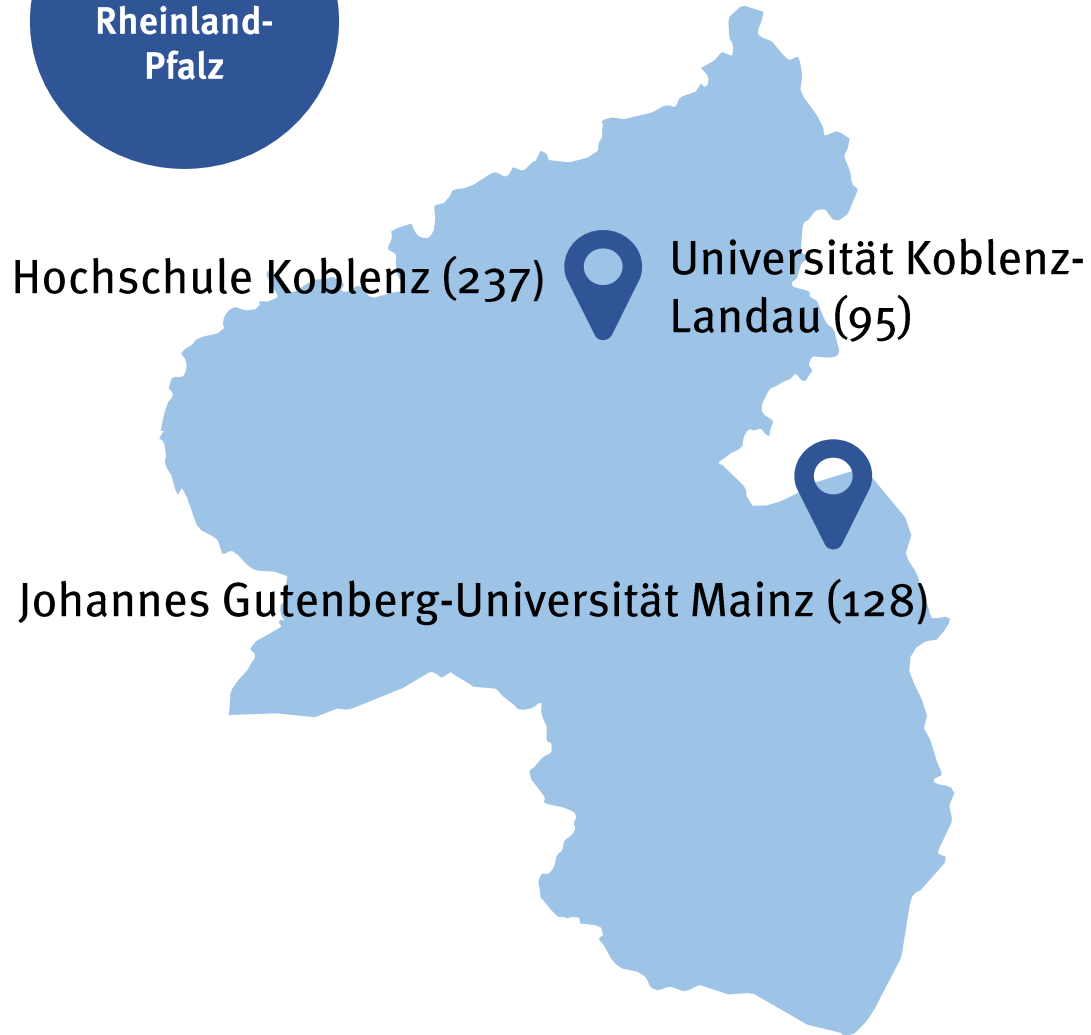 Rheinland-
Pfalz
Hochschule Koblenz (237)
Universität Koblenz-
Landau (95)
Johannes Gutenberg-Universität Mainz (128)